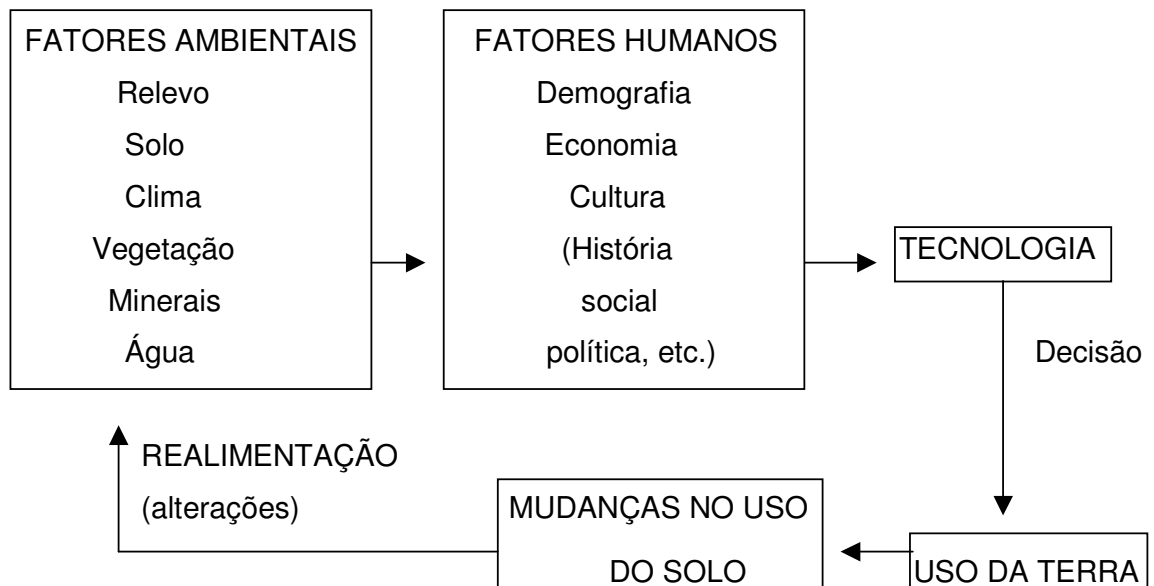 FATORES AMBIENTAIS
Relevo
Solo
Clima
Vegetação
Minerais
Água
FATORES HUMANOS
Demografia
Economia
Cultura
(História
social
política, etc.)
TECNOLOGIA
Decisão
REALIMENTAÇÃO
(alterações)
MUDANÇAS NO USO
DO SOLO
USO DA TERRA